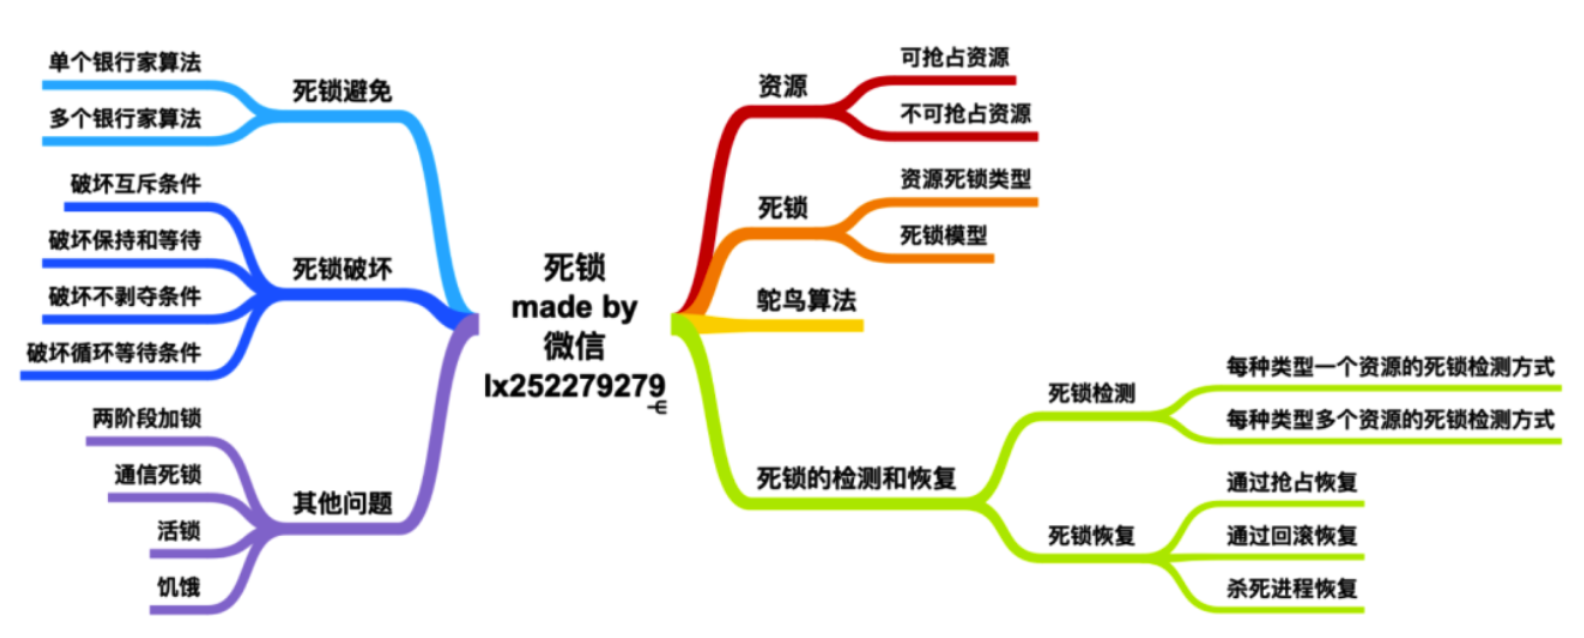 死锁
made by
微信
lx252279279
资源
可抢占资源
不可抢占资源
死锁
资源死锁类型
死锁模型
鸵鸟算法
死锁的检测和恢复
死锁检测
每种类型一个资源的死锁检测方式
每种类型多个资源的死锁检测方式
死锁恢复
通过抢占恢复
通过回滚恢复
杀死进程恢复
死锁避免
单个银行家算法
多个银行家算法
死锁破坏
破坏互斥条件
破坏保持和等待
破坏不剥夺条件
破坏循环等待条件
其他问题
两阶段加锁
通信死锁
活锁
饥饿